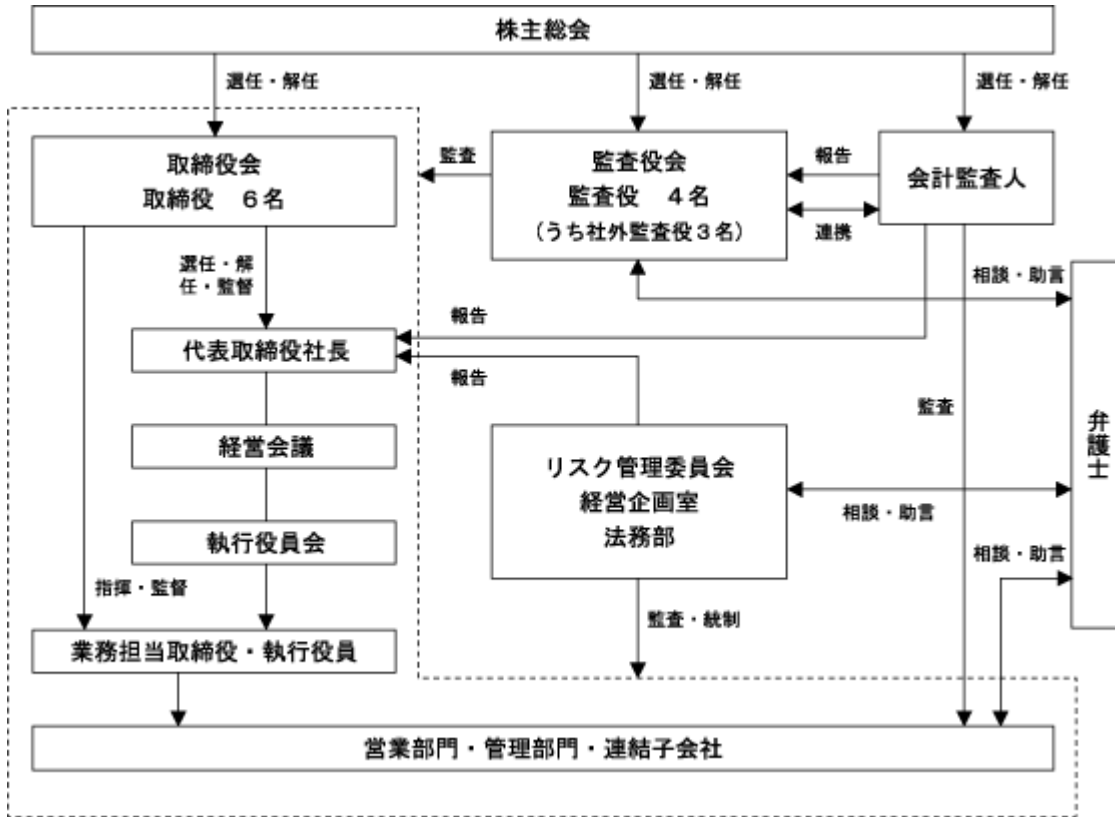 株主総会
選任・解任
選任・解任
選任・解任
取締役会
取締役　６名
監査
監査役会
監査役　４名
(うち社外監査役３名)
報告
連携
会計監査人
選任・解
任・監督
相談・助言
報告
代表取締役社長
報告
監査
弁護士
経営会議
リスク管理委員会
経営企画室
法務部
相談・助言
執行役員会
相談・助言
指揮・監督
監査・統制
業務担当取締役・執行役員
営業部門・管理部門・連結子会社